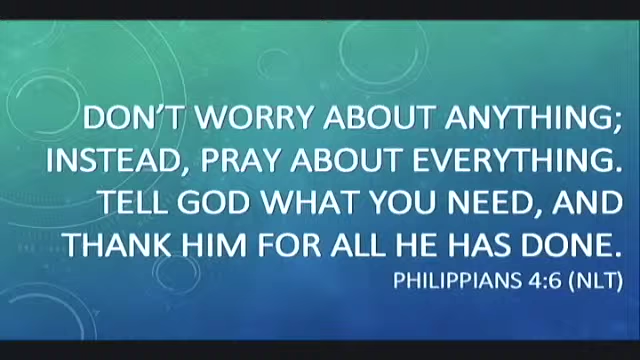 DON'T WORRY ABOUT ANYTHING;
INSTEAD, PRAY ABOUT EVERYTHING.
TELL GOD WHAT YOU NEED, AND
THANK HIM FOR ALL HE HAS DONE.
PHILIPPIANS 4:6 (NLT)